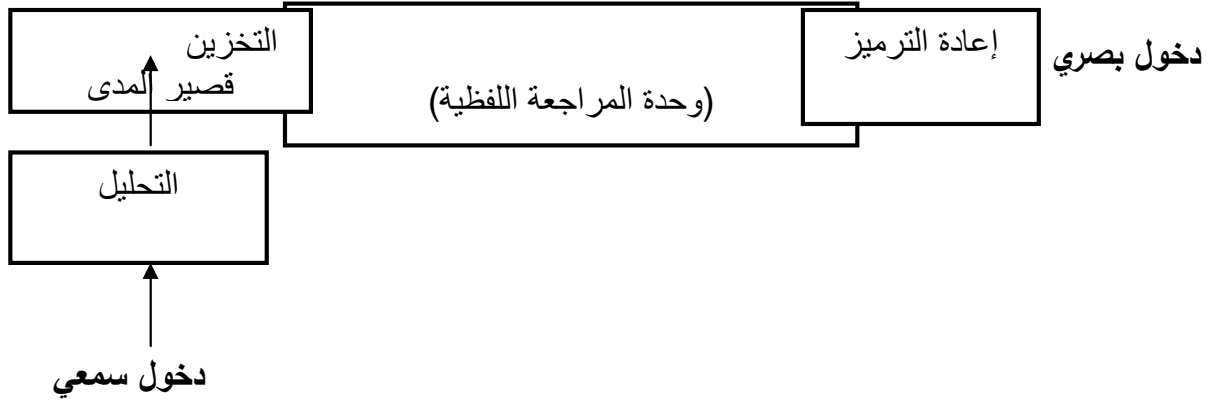 دخول بصري
إعادة الترميز
(وحدة المراجعة اللفظية)
التخزين
قصير المدى
التحليل
دخول سمعي